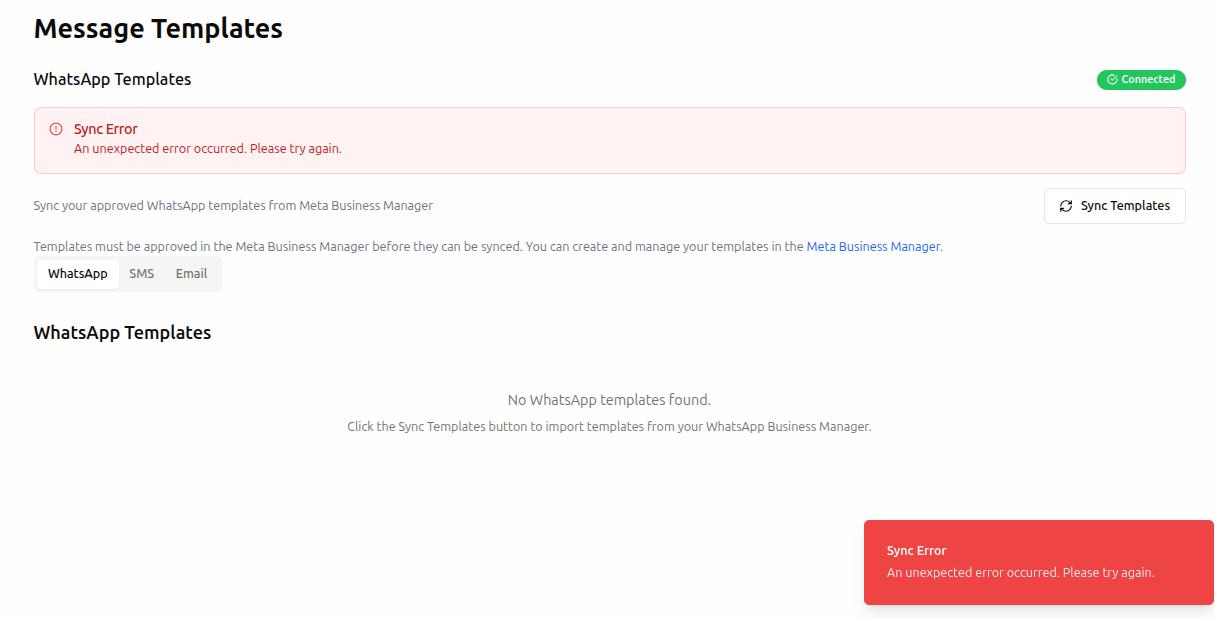 Message Templates
WhatsApp Templates
Connected
Sync Error
An unexpected error occurred. Please try again.
Sync your approved WhatsApp templates from Meta Business Manager
Sync Templates
Templates must be approved in the Meta Business Manager before they can be synced. You can create and manage your templates in the Meta Business Manager.
WhatsApp SMS Email
WhatsApp Templates
No WhatsApp templates found.
Click the Sync Templates button to import templates from your WhatsApp Business Manager.
Sync Error
An unexpected error occurred. Please try again.